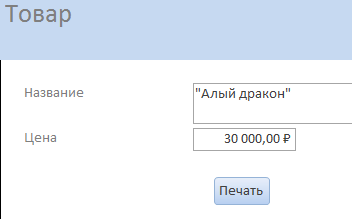 Товар
Название
"Алый дракон"
Цена
30 000,00 ₽
Печать